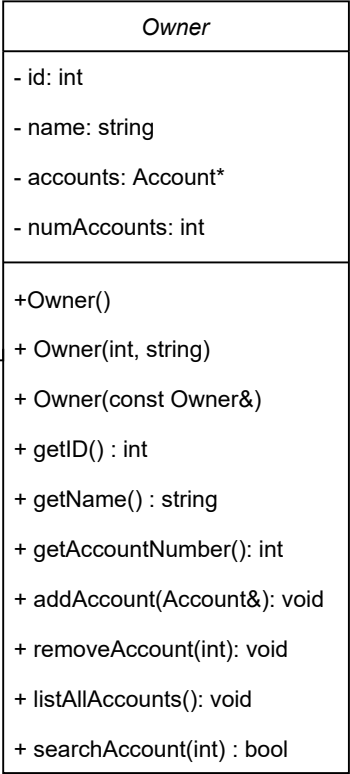 Owner
- id: int
- name: string
- accounts: Account*
- numAccounts: int
+Owner()
+ Owner(int, string)
+ Owner(const Owner&)
+ getID() : int
+ getName() : string
+ getAccountNumber(): int
+ addAccount(Account&): void
+ removeAccount(int): void
+ listAllAccounts(): void
+ searchAccount(int) : bool